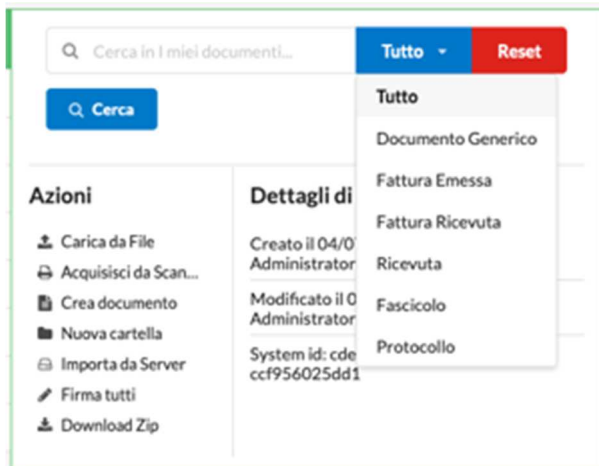 Cerca in I miei documenti...
Tutto
Reset
Cerca
Tutto
Documento Generico
Fattura Emessa
Fattura Ricevuta
Ricevuta
Fascicolo
Protocollo
Azioni
Carica da File
Acquisisci da Scan...
Crea documento
Nuova cartella
Importa da Server
Firma tutti
Download Zip
Dettagli di
Creato il 04/0
Administrator
Modificato il 0
Administrator
System id: cde
ccf956025dd1